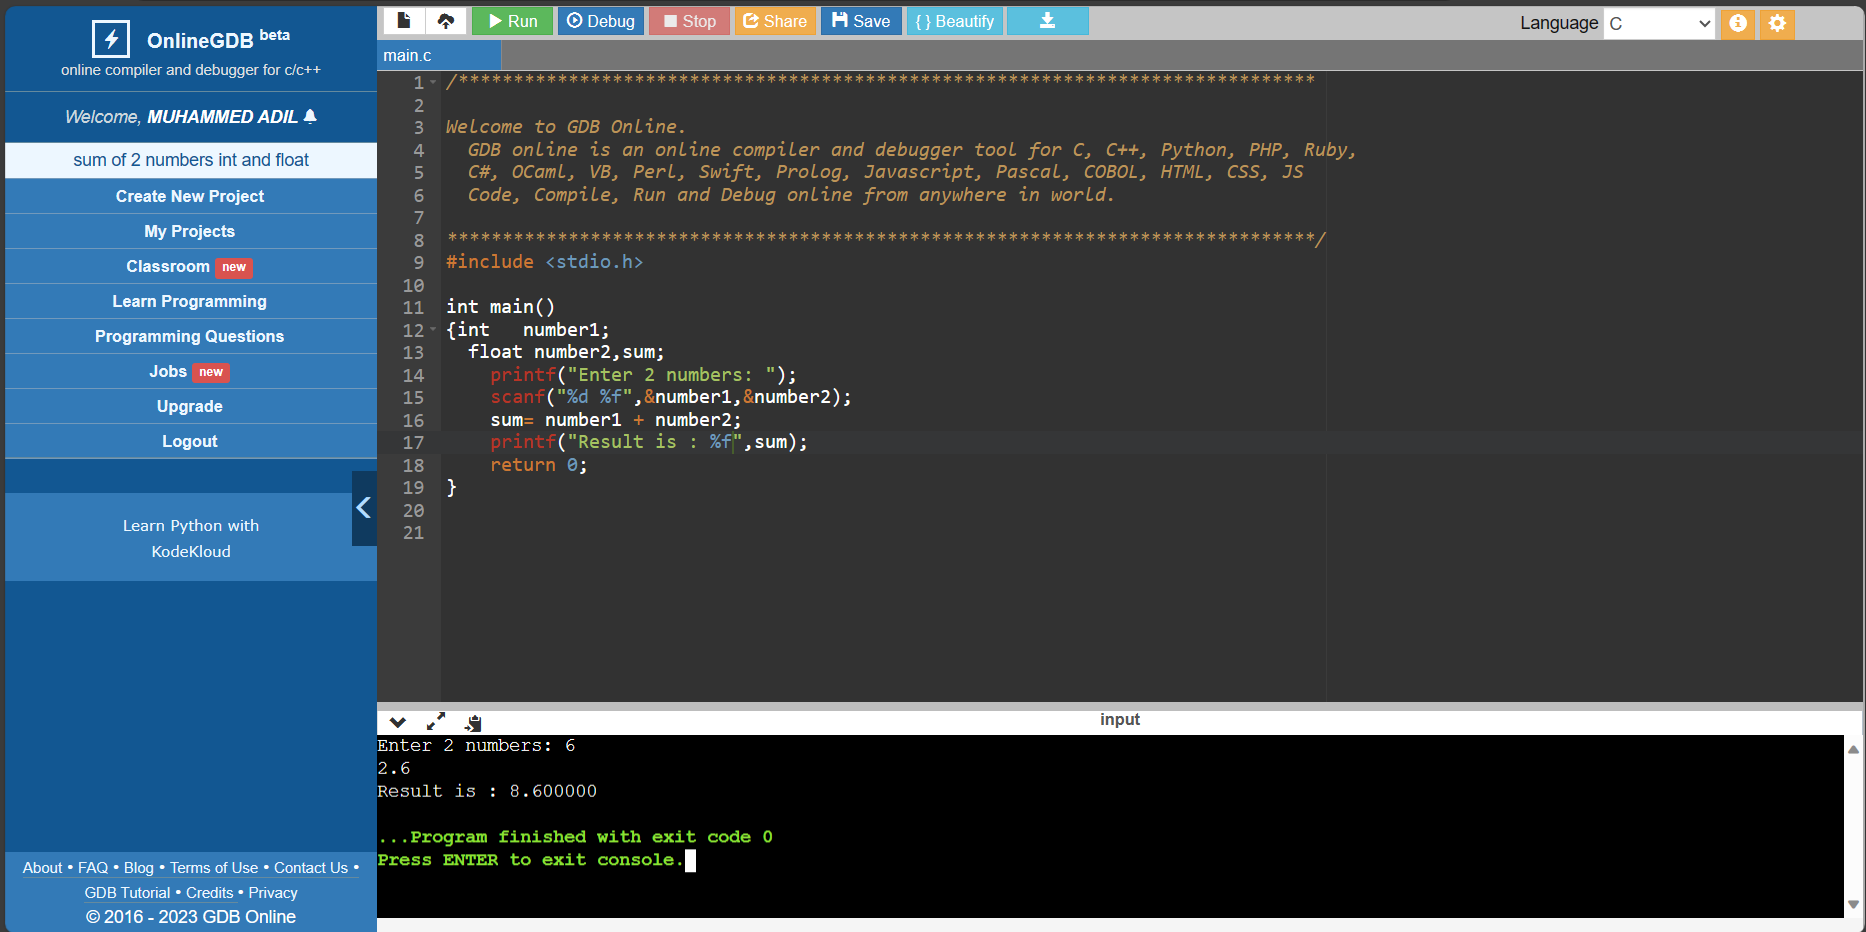 OnlineGDB beta
online compiler and debugger for c/c++
Welcome, MUHAMMED ADIL
sum of 2 numbers int and float
Create New Project
My Projects
Classroom new
Learn Programming
Programming Questions
Jobs new
Upgrade
Logout
Learn Python with
KodeKloud
About • FAQ • Blog • Terms of Use • Contact Us •
GDB Tutorial • Credits • Privacy
© 2016 - 2023 GDB Online
Run Debug Stop Share Save { } Beautify
Language C
main.c
1 /******************************************************************************
2
3 Welcome to GDB Online.
4   GDB online is an online compiler and debugger tool for C, C++, Python, PHP, Ruby,
5   C#, OCaml, VB, Perl, Swift, Prolog, Javascript, Pascal, COBOL, HTML, CSS, JS
6   Code, Compile, Run and Debug online from anywhere in world.
7
8 *******************************************************************************/
9 #include <stdio.h>
10
11 int main()
12 {int   number1;
13   float number2,sum;
14     printf("Enter 2 numbers: ");
15     scanf("%d %f",&number1,&number2);
16     sum= number1 + number2;
17     printf("Result is : %f",sum);
18     return 0;
19 }
20
21
input
Enter 2 numbers: 6
2.6
Result is : 8.600000
...Program finished with exit code 0
Press ENTER to exit console.